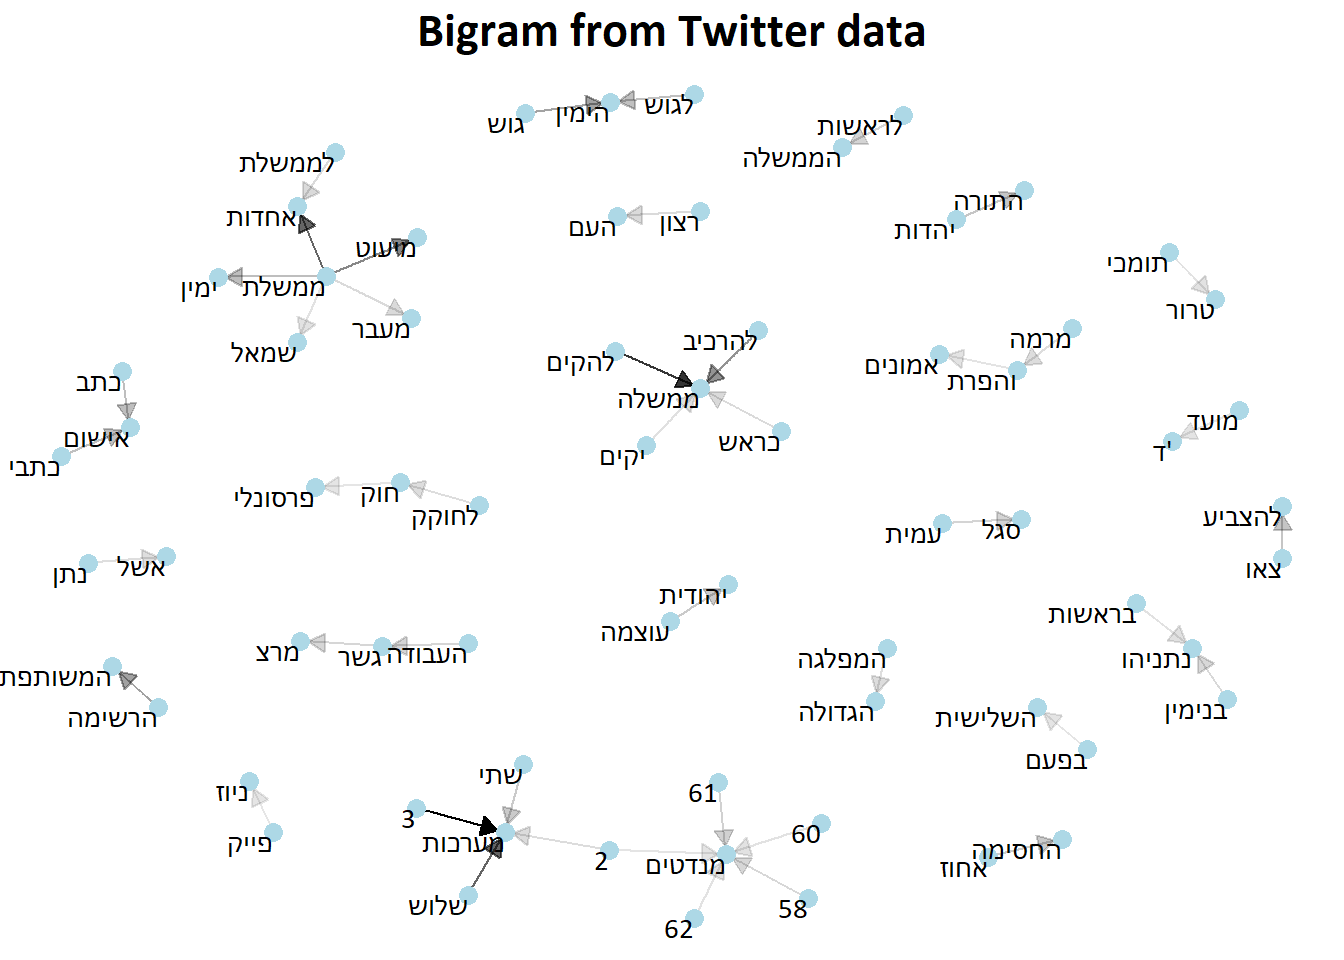 Bigram from Twitter data
לגוש
הימין
גוש
לראשות
הממשלה
לממשלת
אחדות
מיעוט
ממשלת
ימין
מעבר
שמאל
רצון
העם
התורה
יהדות
תומכי
טרור
להרכיב
להקים
ממשלה
כראש
יקים
מרמה
אמונים
והפרת
כתב
אישום
כתבי
מועד
ד'
פרסונלי
חוק
לחוקק
להצביע
צאו
סגל
עמית
אשל
נתן
יהודית
עוצמה
בראשות
נתניהו
בנימין
מרצ
גשר
העבודה
המפלגה
הגדולה
המשותפת
הרשימה
השלישית
בפעם
ניוז
פייק
שתי
3
מערכות
2
שלוש
61
60
מנדטים
58
62
החסימה
אחוז